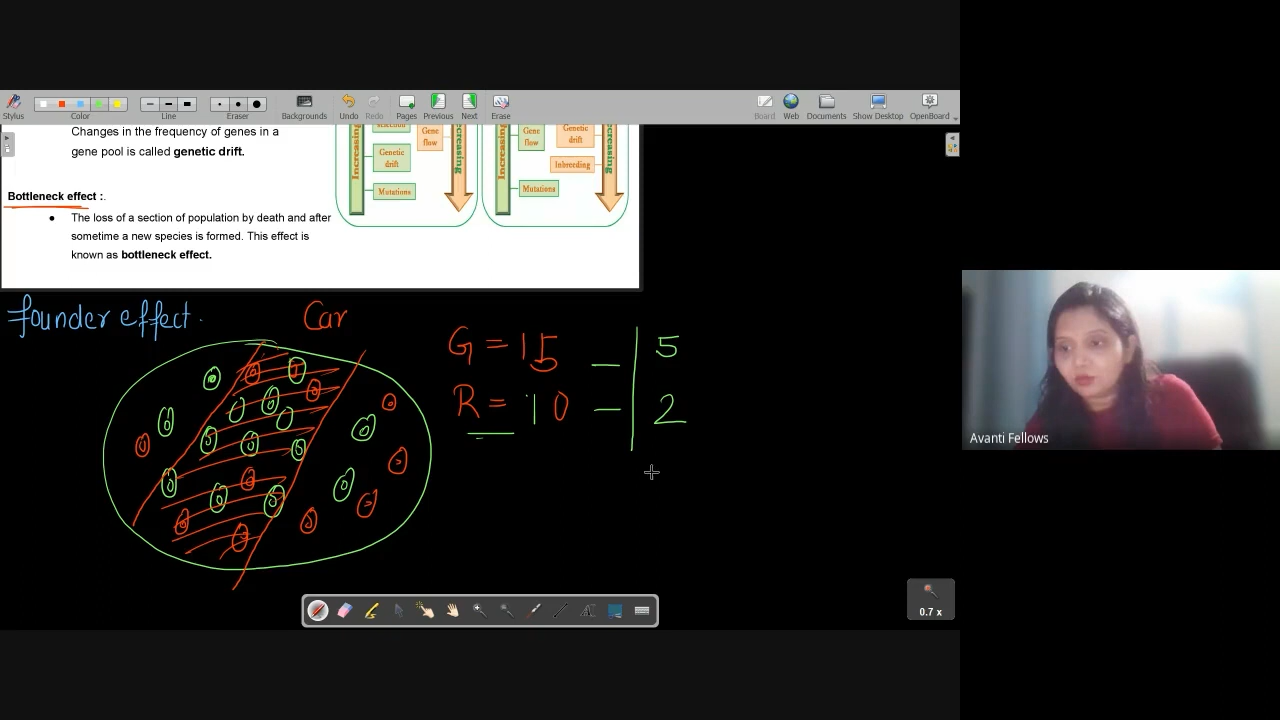 Stylus
Color
Line
Eraser
Backgrounds
Undo
Redo
Pages
Previous
Next
Erase
Board
Web
Documents
Show Desktop
OpenBoard
Changes in the frequency of genes in a
gene pool is called genetic drift.
Bottleneck effect :.
● The loss of a section of population by death and after
sometime a new species is formed. This effect is
known as bottleneck effect.
Increasing
Gene flow
Genetic drift
Mutations
Increasing
Gene flow
Genetic drift
Inbreeding
Mutations
founder effect.
Car
G = 15 – 5
R = 10 – 2
Avanti Fellows
0.7 x